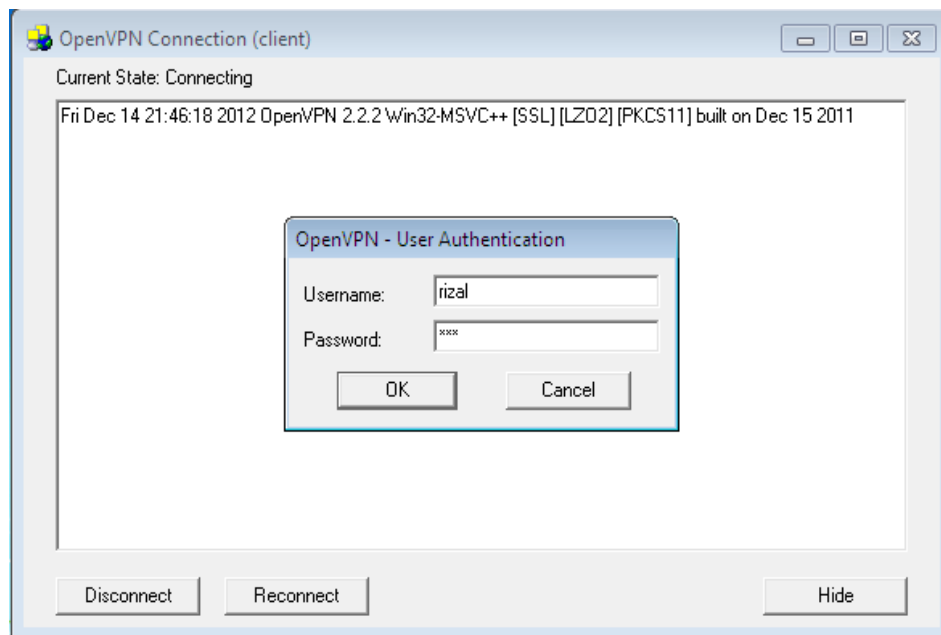 OpenVPN Connection (client)
Current State: Connecting
Fri Dec 14 21:46:18 2012 OpenVPN 2.2.2 Win32-MSVC++ [SSL] [LZO2] [PKCS11] built on Dec 15 2011
OpenVPN - User Authentication
Username: rizal
Password: ***
OK Cancel
Disconnect Reconnect Hide